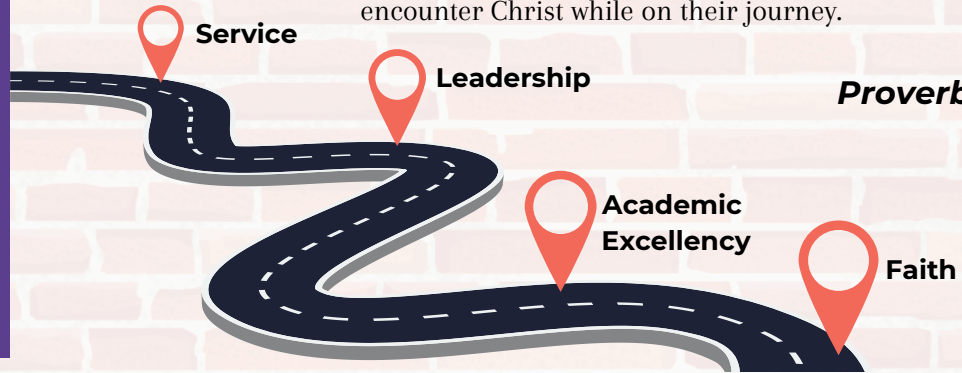 encounter Christ while on their journey.
Service
Leadership
Proverb
Academic
Excellency
Faith